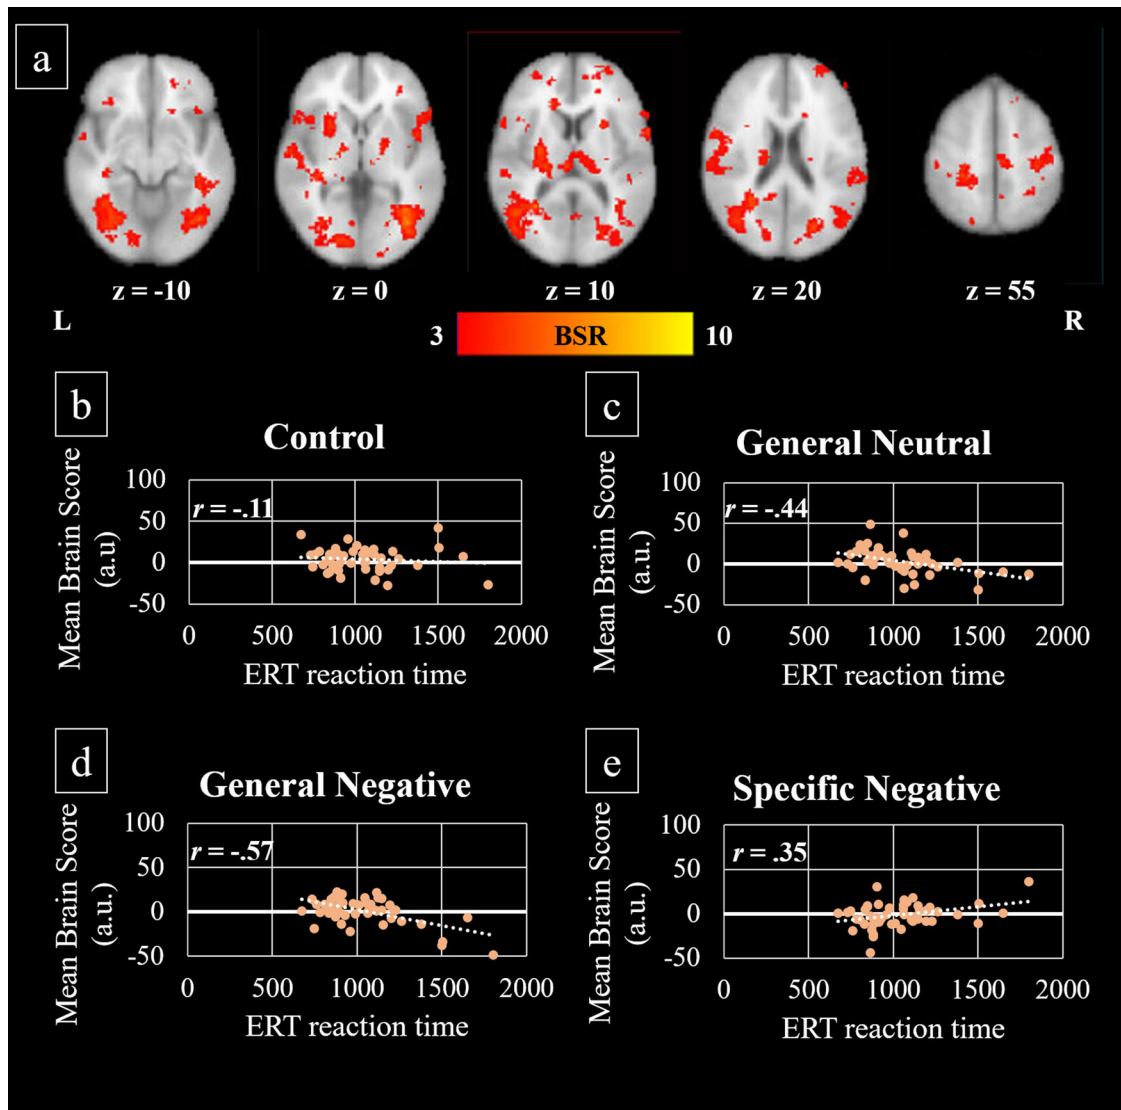 a
z = -10
z = 0
z = 10
z = 20
z = 55
L
R
3
BSR
10
b
Control
Mean Brain Score
(a.u)
100
50
0
-50
r = -.11
0
500
1000
1500
2000
ERT reaction time
c
General Neutral
Mean Brain Score
(a.u.)
100
50
0
-50
r = -.44
0
500
1000
1500
2000
ERT reaction time
d
General Negative
Mean Brain Score
(a.u.)
100
50
0
-50
r = -.57
0
500
1000
1500
2000
ERT reaction time
e
Specific Negative
Mean Brain Score
(a.u.)
100
50
0
-50
r = .35
0
500
1000
1500
2000
ERT reaction time